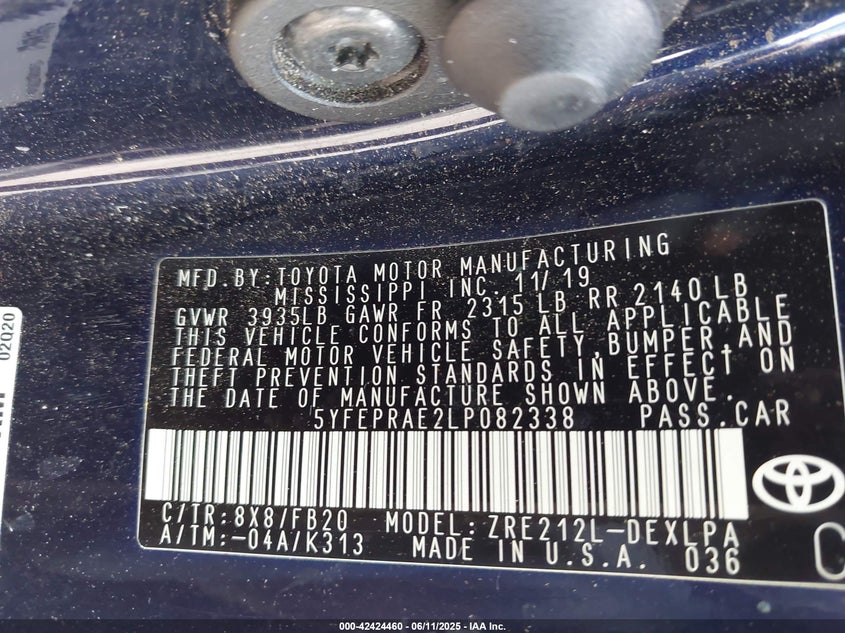 MFD.BY:TOYOTA MOTOR MANUFACTURING
MISSISSIPPI INC. 11/19
GVWR 3935LB GAWR FR 2315 LB RR 2140 LB
THIS VEHICLE CONFORMS TO ALL APPLICABLE
FEDERAL MOTOR VEHICLE SAFETY,BUMPER,AND
THEFT PREVENTION STANDARDS IN EFFECT ON
THE DATE OF MANUFACTURE SHOWN ABOVE.
5YFEPRAE2LP082338 PASS.CAR
C/TR:8X8/FB20 MODEL:ZRE212L-DEXLPA
A/TM:-04A/K313 MADE IN U.S.A. 036
C
02020
000-42424460 - 06/11/2025 - IAA Inc.